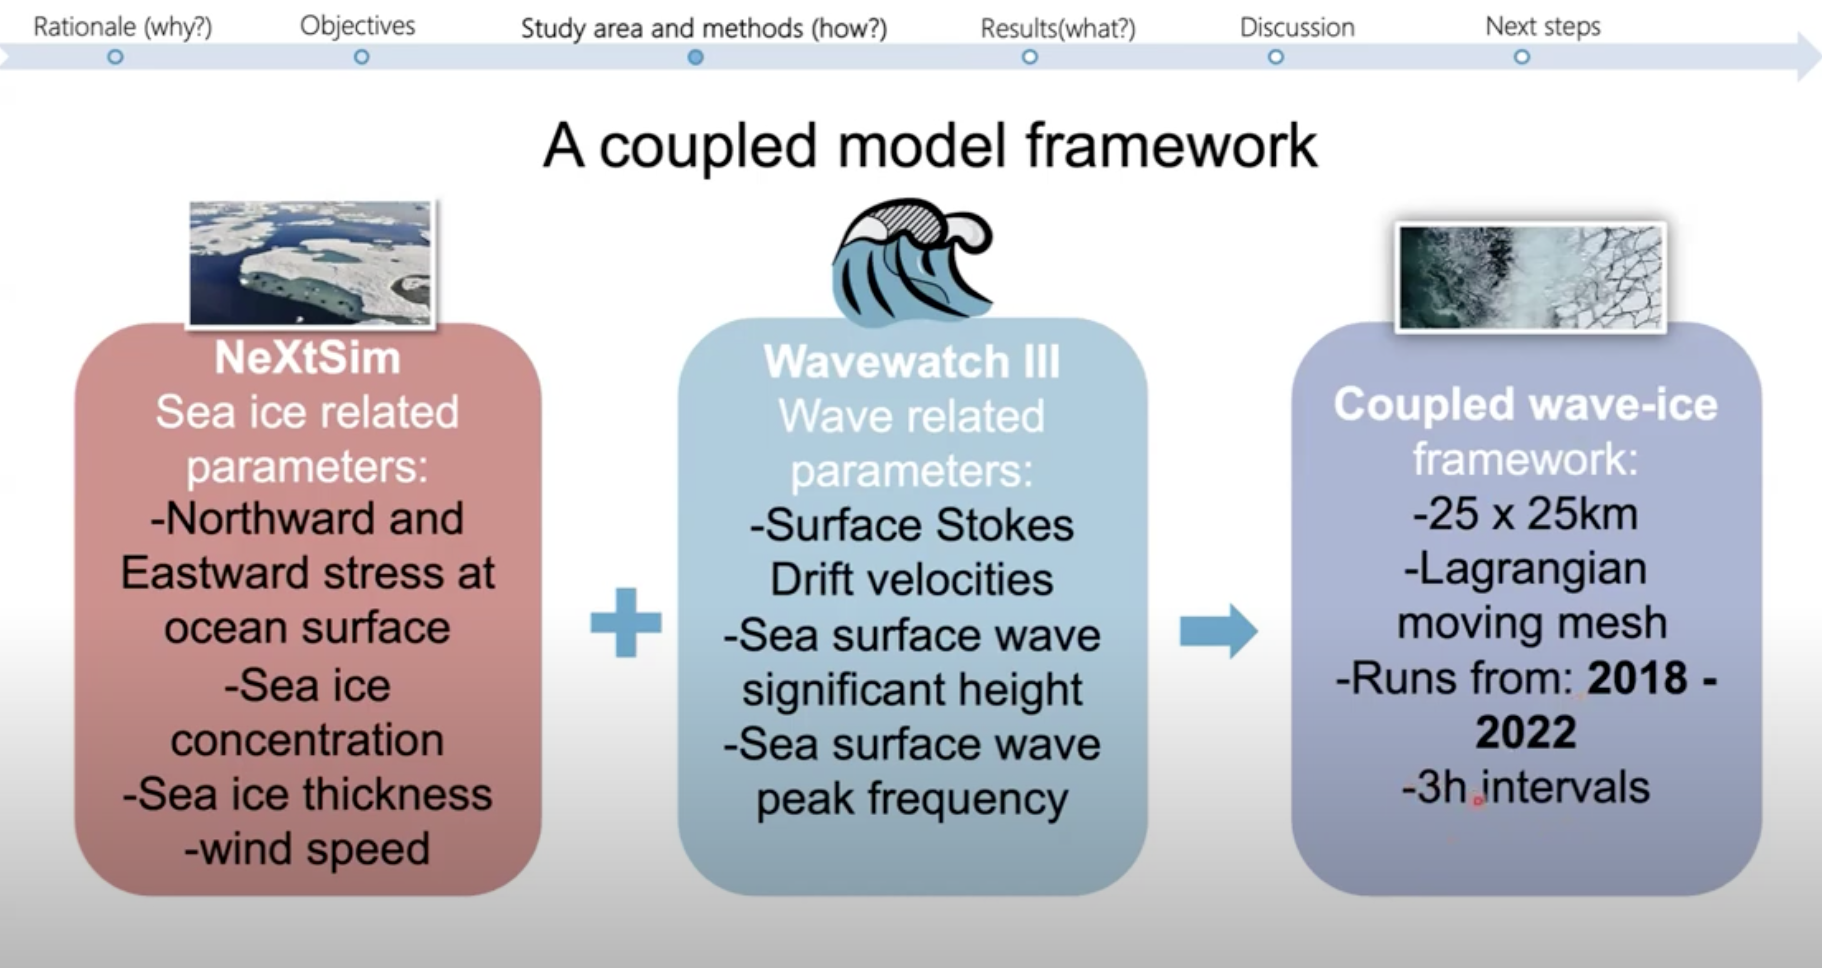 Rationale (why?) Objectives Study area and methods (how?) Results(what?) Discussion Next steps
A coupled model framework
NeXtSim
Sea ice related
parameters:
-Northward and
Eastward stress at
ocean surface
-Sea ice
concentration
-Sea ice thickness
-wind speed
Wavewatch III
Wave related
parameters:
-Surface Stokes
Drift velocities
-Sea surface wave
significant height
-Sea surface wave
peak frequency
Coupled wave-ice
framework:
-25 x 25km
-Lagrangian
moving mesh
-Runs from: 2018 -
2022
-3h intervals